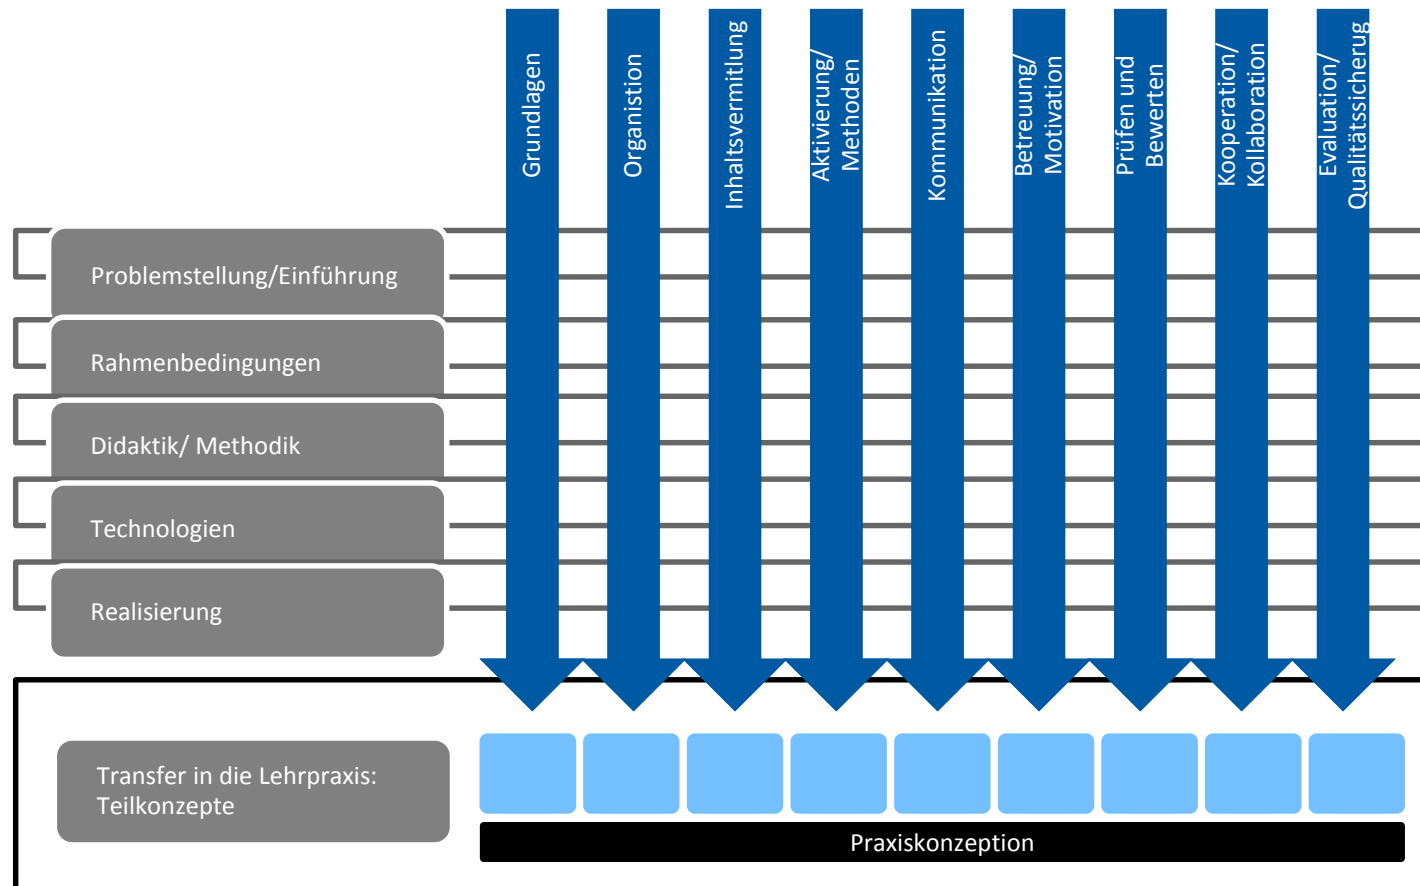 Grundlagen
Organistion
Inhaltsvermitlung
Aktivierung/
Methoden
Kommunikation
Betreuung/
Motivation
Prüfen und
Bewerten
Kooperation/
Kollaboration
Evaluation/
Qualitätssicherug
Problemstellung/Einführung
Rahmenbedingungen
Didaktik/ Methodik
Technologien
Realisierung
Transfer in die Lehrpraxis:
Teilkonzepte
Praxiskonzeption